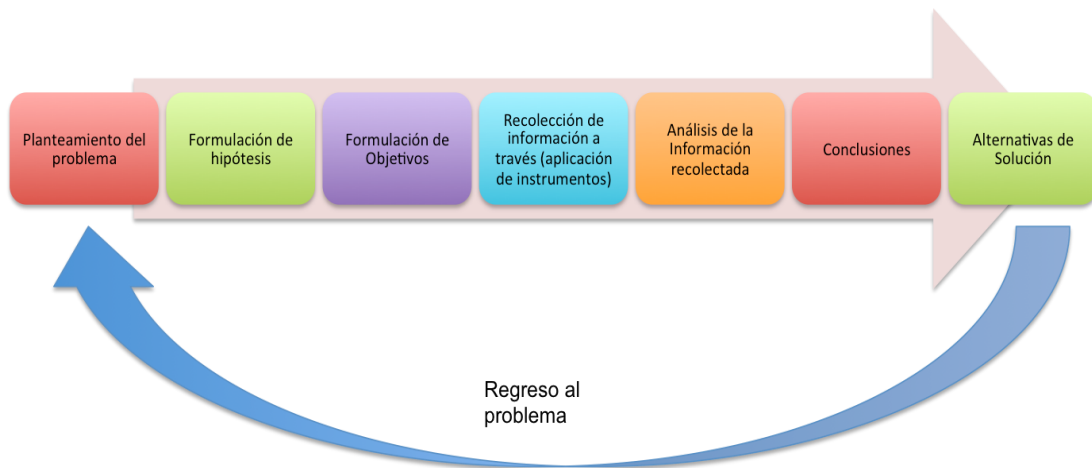 Planteamiento del
problema
Formulación de
hipótesis
Formulación de
Objetivos
Recolección de
información a
través (aplicación
de instrumentos)
Análisis de la
Información
recolectada
Conclusiones
Alternativas de
Solución
Regreso al
problema